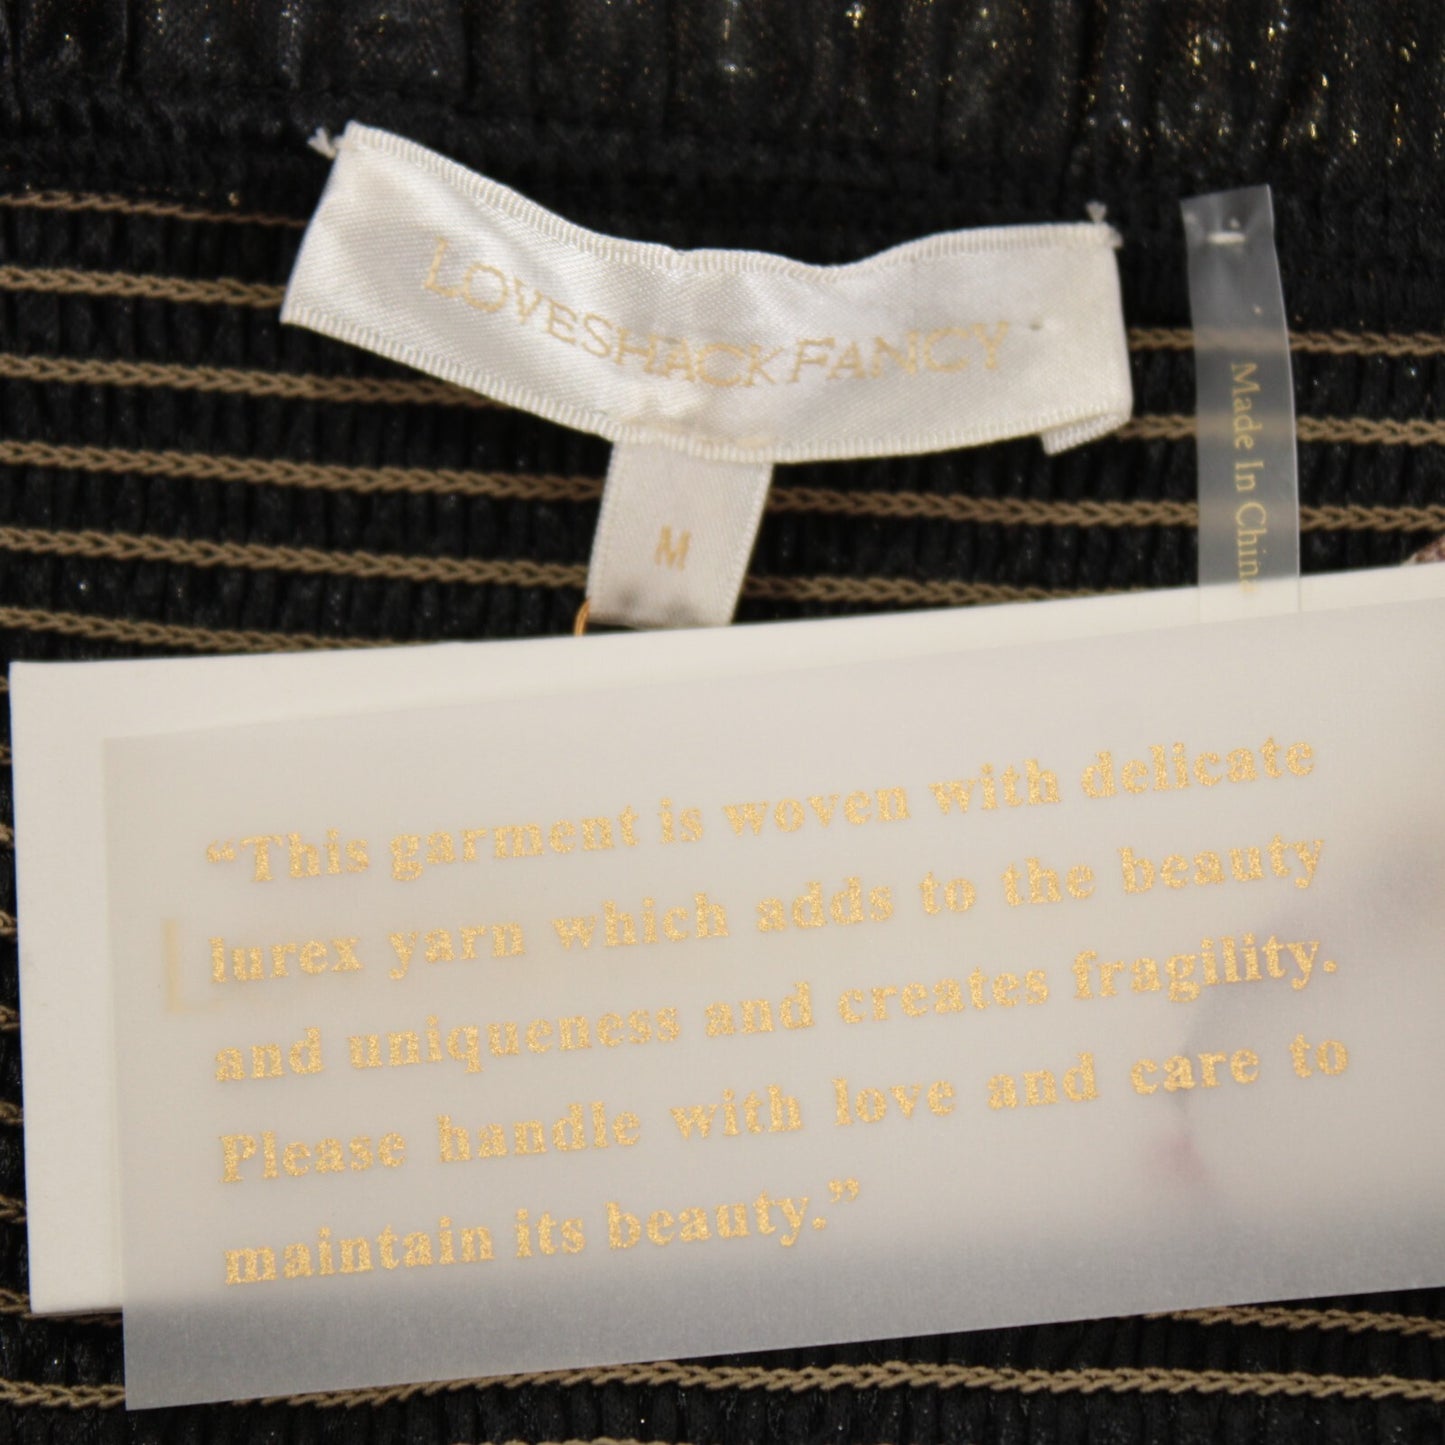 LOVESHACKFANCY
M
Made In China
“This garment is woven with delicate
lurex yarn which adds to the beauty
and uniqueness and creates fragility.
Please handle with love and care to
maintain its beauty.”